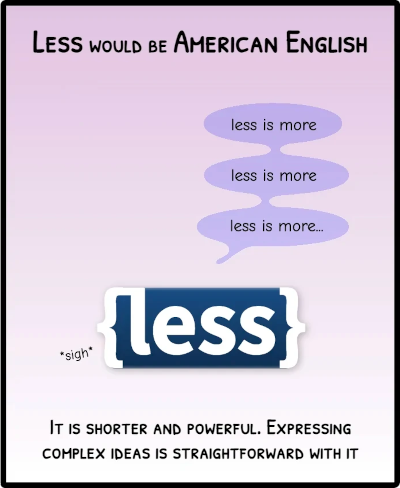 Less would be American English
less is more
less is more
less is more...
{less}
*sigh*
It is shorter and powerful. Expressing
complex ideas is straightforward with it